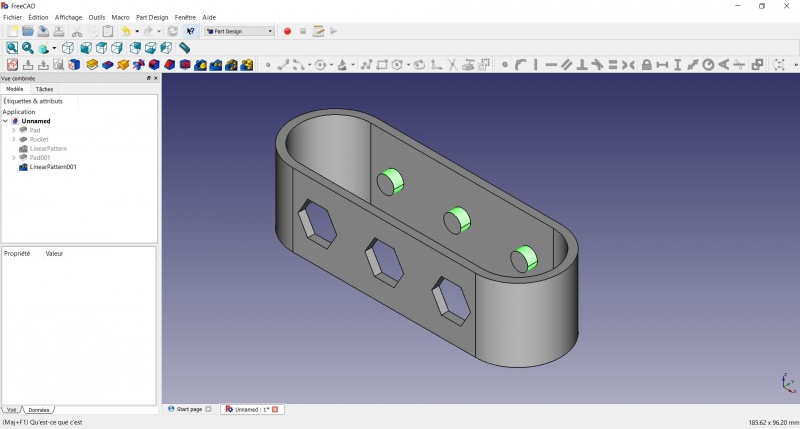 FreeCAD
Fichier Édition Affichage Outils Macro Part Design Fenêtre Aide
Part Design
Vue combinée
Modèle Tâches
Étiquettes & attributs
Application
Unnamed
Pad
Pocket
LinearPattern
Pad001
LinearPattern001
Propriété Valeur
Vue Données
Start page Unnamed : 1*
(Maj+F1) Qu'est-ce que c'est 185.62 x 96.20 mm